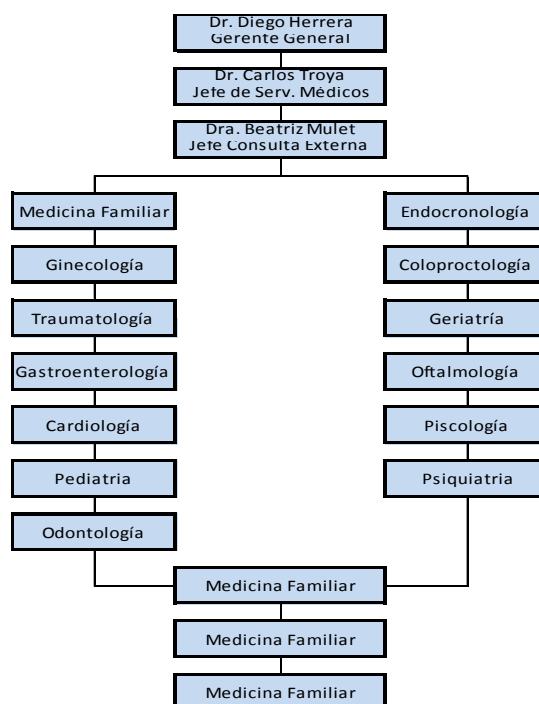 Dr. Diego Herrera
Gerente General
Dr. Carlos Troya
Jefe de Serv. Médicos
Dra. Beatriz Mulet
Jefe Consulta Externa
Medicina Familiar
Endocronología
Ginecología
Coloproctología
Traumatología
Geriatría
Gastroenterología
Oftalmología
Cardiología
Piscología
Pediatria
Psiquiatria
Odontología
Medicina Familiar
Medicina Familiar
Medicina Familiar